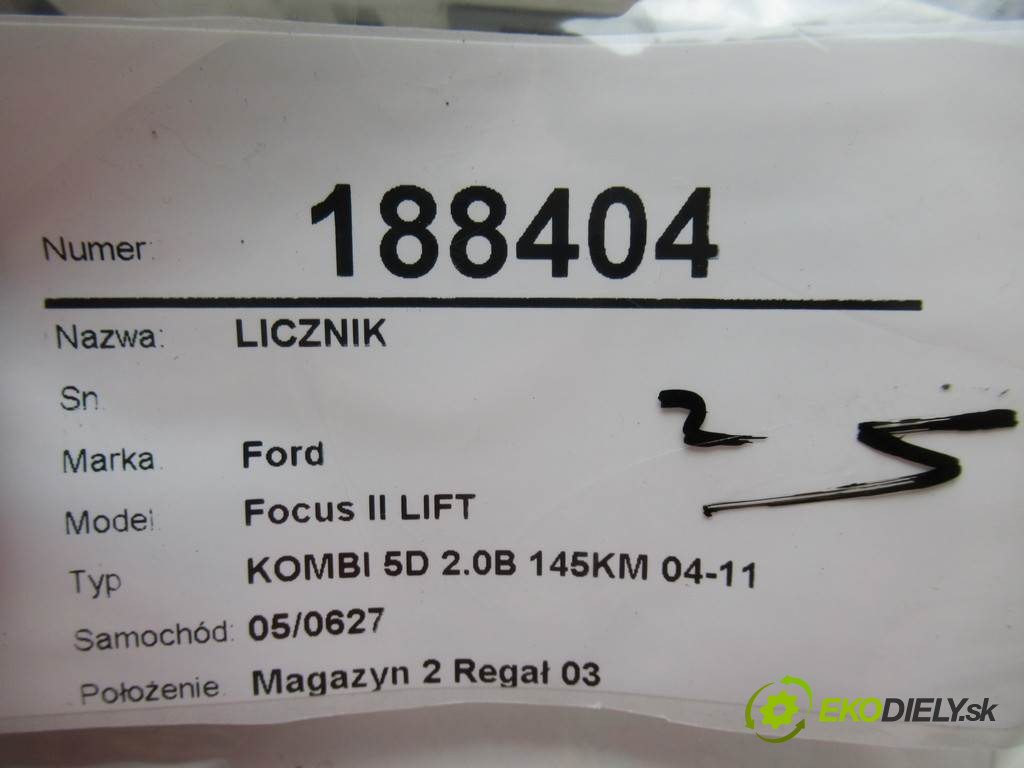 Numer: 188404
Nazwa: LICZNIK
Sn.
Marka. Ford
Model Focus II LIFT
Typ KOMBI 5D 2.0B 145KM 04-11
Samochód: 05/0627
Położenie. Magazyn 2 Regał 03
2 5
EKODIELY.sk